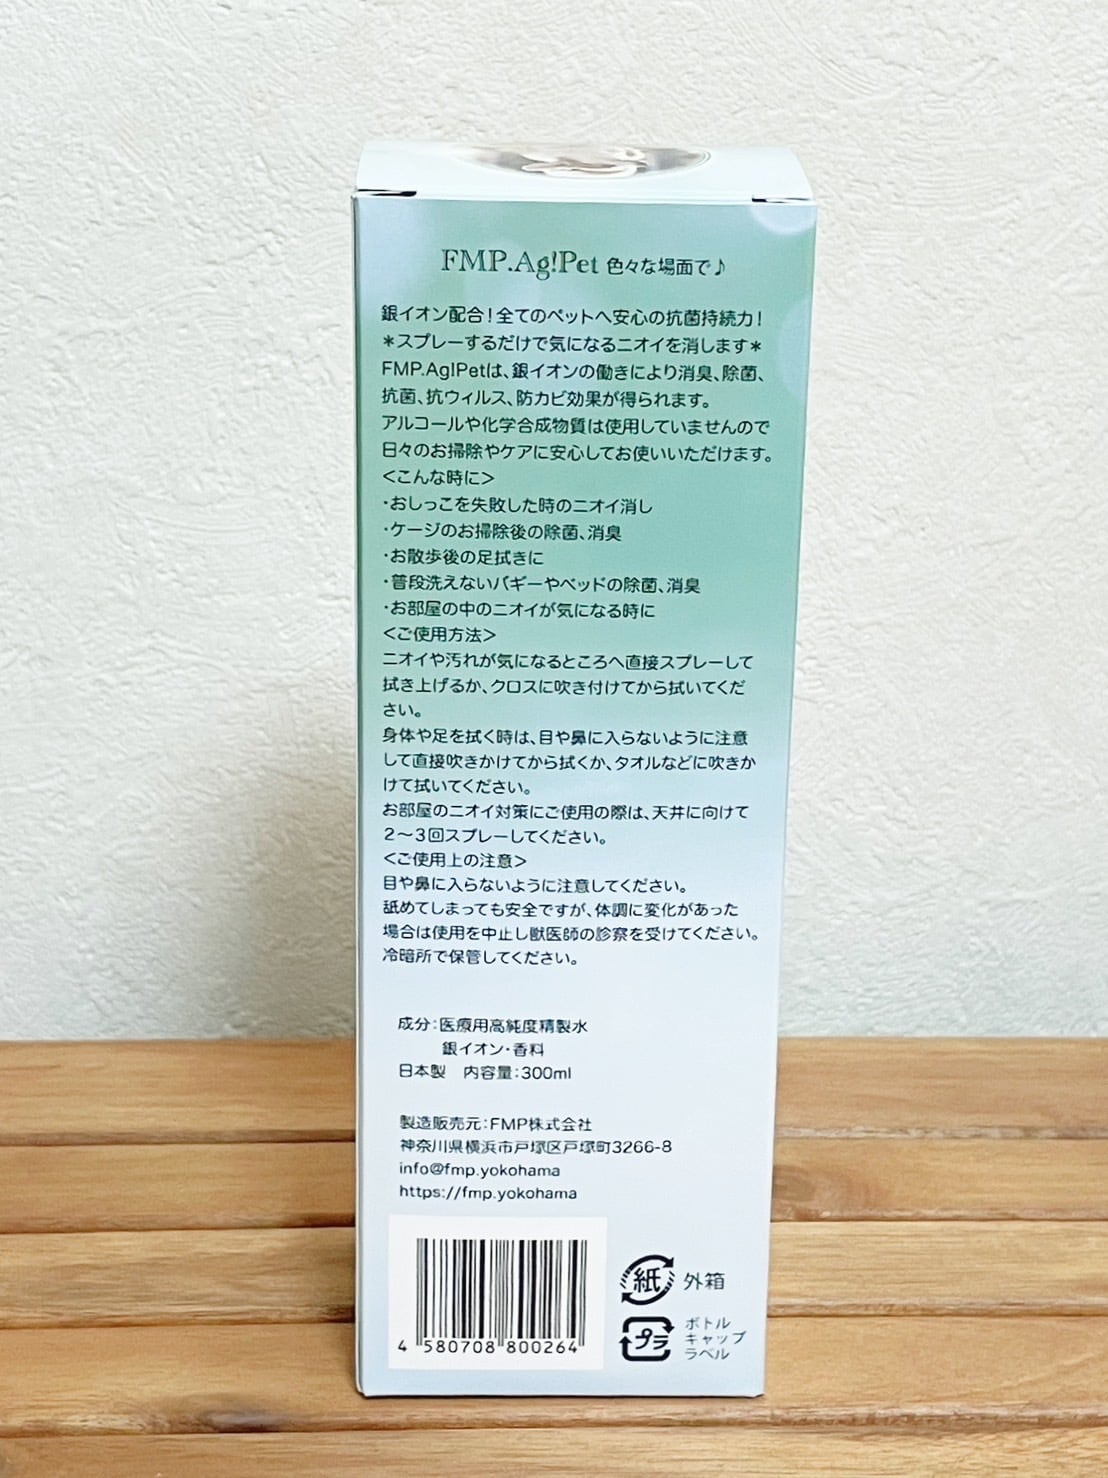 FMP.Ag!Pet 色々な場面で♪
銀イオン配合！全てのペットへ安心の抗菌持続力！
＊スプレーするだけで気になるニオイを消します＊
FMP.Ag!Petは、銀イオンの働きにより消臭、除菌、
抗菌、抗ウィルス、防カビ効果が得られます。
アルコールや化学合成物質は使用していませんので
日々のお掃除やケアに安心してお使いいただけます。
＜こんな時に＞
・おしっこを失敗した時のニオイ消し
・ケージのお掃除後の除菌、消臭
・お散歩後の足拭きに
・普段洗えないバギーやベッドの除菌、消臭
・お部屋の中のニオイが気になる時に
＜ご使用方法＞
ニオイや汚れが気になるところへ直接スプレーして
拭き上げるか、クロスに吹き付けてから拭いてくだ
さい。
身体や足を拭く時は、目や鼻に入らないように注意
して直接吹きかけてから拭くか、タオルなどに吹きか
けて拭いてください。
お部屋のニオイ対策にご使用の際は、天井に向けて
2～3回スプレーしてください。
＜ご使用上の注意＞
目や鼻に入らないように注意してください。
舐めてしまっても安全ですが、体調に変化があった
場合は使用を中止し獣医師の診察を受けてください。
冷暗所で保管してください。
成分：医療用高純度精製水
銀イオン・香料
日本製　内容量：300ml
製造販売元：FMP株式会社
神奈川県横浜市戸塚区戸塚町3266-8
info@fmp.yokohama
https://fmp.yokohama
4 580708 800264
紙 外箱
プラ ボトル
キャップ
ラベル